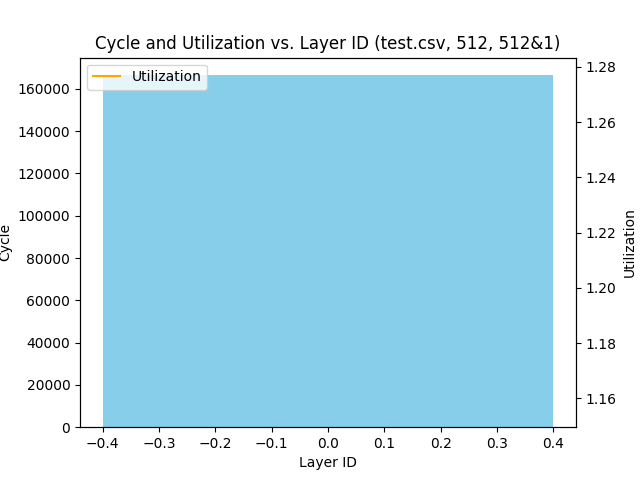 Cycle and Utilization vs. Layer ID (test.csv, 512, 512&1)
Utilization
160000
140000
120000
100000
80000
60000
40000
20000
0
Cycle
1.28
1.26
1.24
1.22
1.20
1.18
1.16
Utilization
−0.4 −0.3 −0.2 −0.1 0.0 0.1 0.2 0.3 0.4
Layer ID